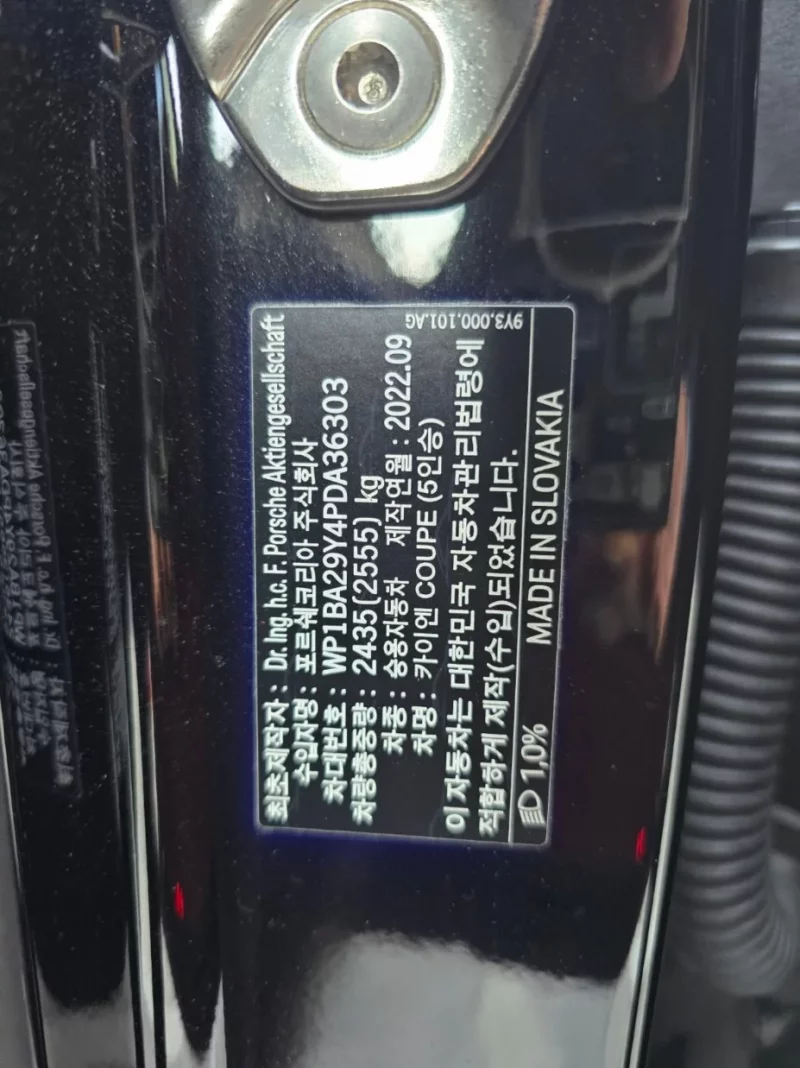 최초제작자 : Dr. Ing. h.c. F. Porsche Aktiengesellschaft
수입자명 : 포르쉐코리아 주식회사
차대번호 : WP1BA29Y4PDA36303
차량총중량 : 2435(2555) kg
차종 : 승용자동차 제작연월 : 2022.09
차명 : 카이엔 COUPE (5인승)
이 자동차는 대한민국 자동차관리법령에
적합하게 제작(수입)되었습니다.
9Y3.000.101.AG
1,0% MADE IN SLOVAKIA